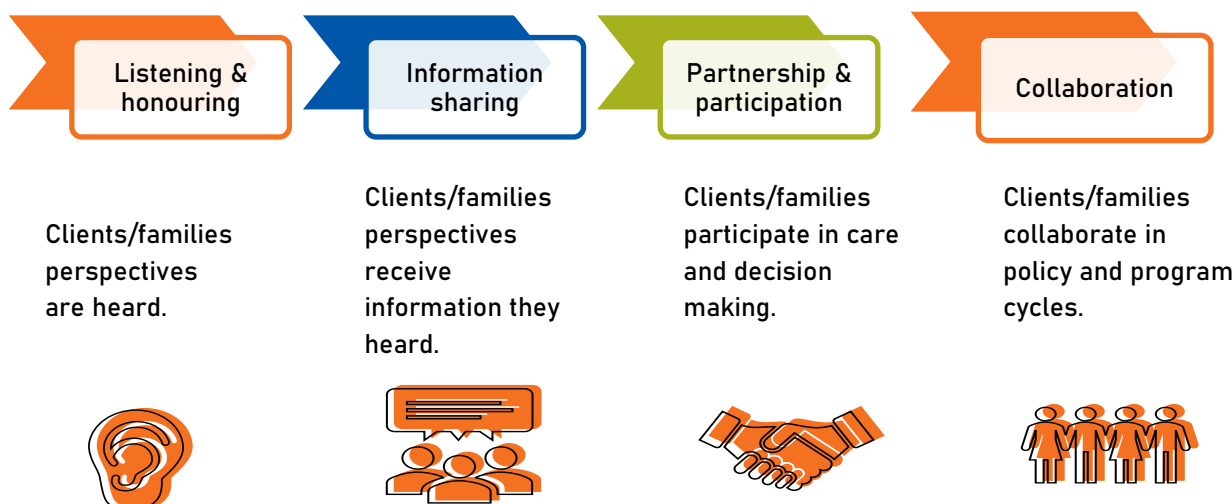 Listening &
honouring
Information
sharing
Partnership &
participation
Collaboration
Clients/families
perspectives
are heard.
Clients/families
perspectives
receive
information they
heard.
Clients/families
participate in care
and decision
making.
Clients/families
collaborate in
policy and program
cycles.